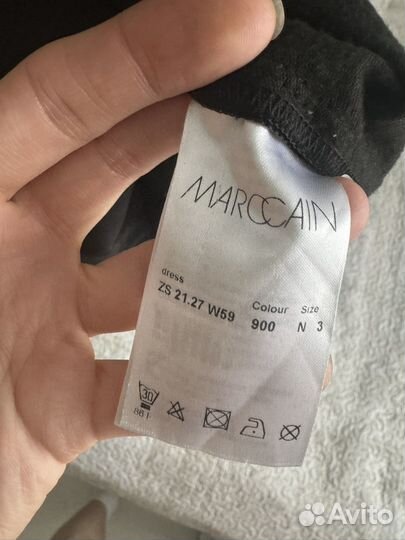 MARCCAIN
dress
ZS 21.27 W59
Colour Size
900 N 3
30
Avito